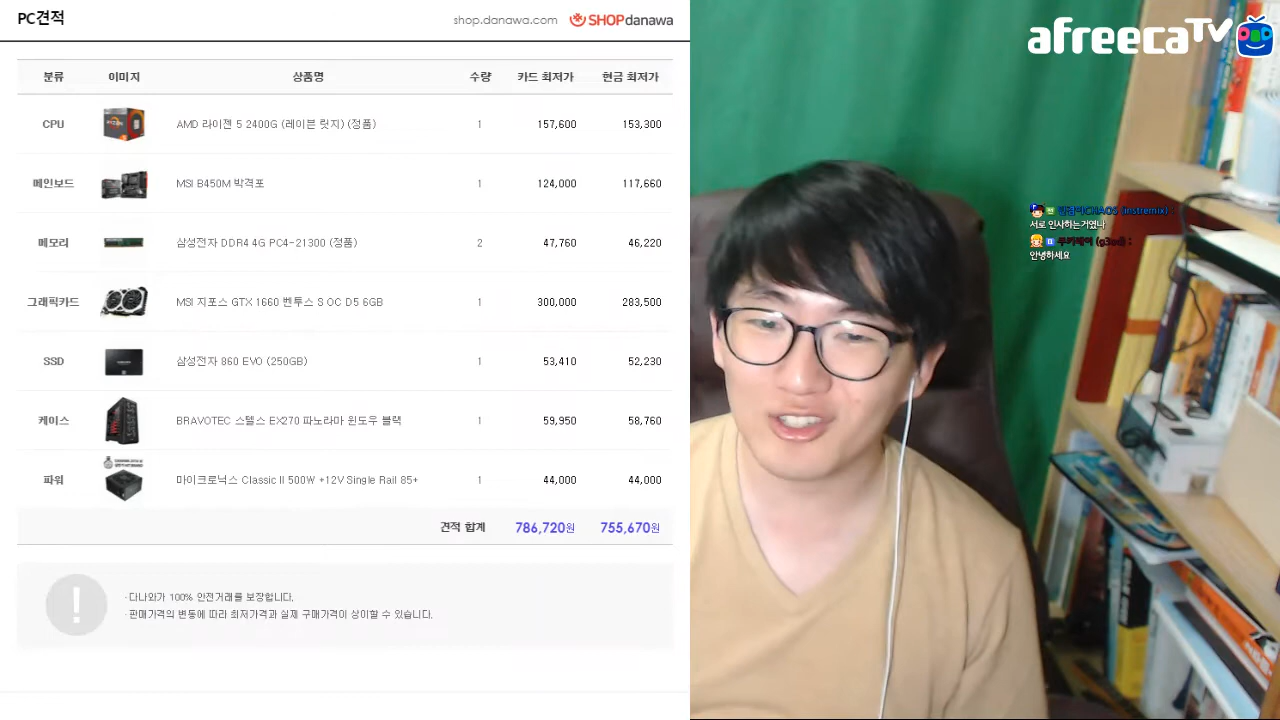 PC견적
shop.danawa.com SHOPdanawa
분류 이미지 상품명 수량 카드 최저가 현금 최저가
CPU AMD 라이젠 5 2400G (레이븐 릿지) (정품) 1 157,600 153,300
메인보드 MSI B450M 박격포 1 124,000 117,660
메모리 삼성전자 DDR4 4G PC4-21300 (정품) 2 47,760 46,220
그래픽카드 MSI 지포스 GTX 1660 벤투스 S OC D5 6GB 1 300,000 283,500
SSD 삼성전자 860 EVO (250GB) 1 53,410 52,230
케이스 BRAVOTEC 스텔스 EX270 파노라마 윈도우 블랙 1 59,950 58,760
파워 마이크로닉스 Classic II 500W +12V Single Rail 85+ 1 44,000 44,000
견적 합계 786,720원 755,670원
· 다나와가 100% 안전거래를 보장합니다.
· 판매가격의 변동에 따라 최저가격과 실제 구매가격이 상이할 수 있습니다.
afreecaTV
(instremix) :
서로 인사하는거였나
안녕하세요